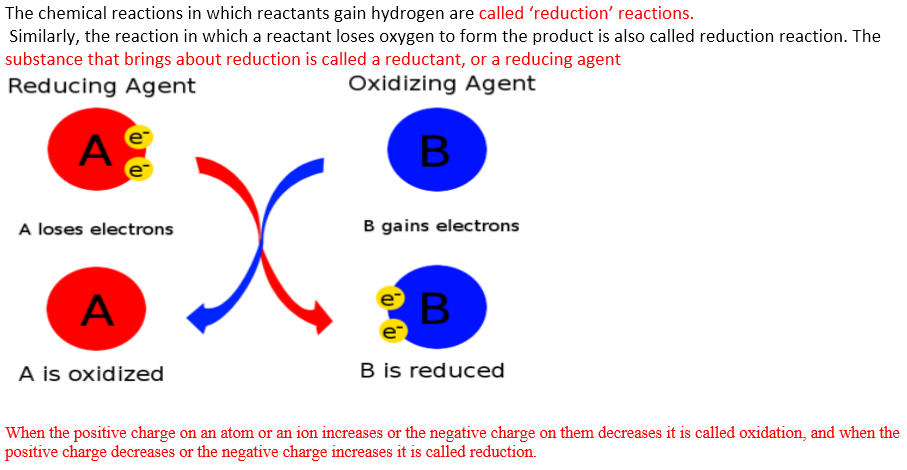 The chemical reactions in which reactants gain hydrogen are called ‘reduction’ reactions.
Similarly, the reaction in which a reactant loses oxygen to form the product is also called reduction reaction. The
substance that brings about reduction is called a reductant, or a reducing agent
Reducing Agent
Oxidizing Agent
A
e-
e-
B
A loses electrons
B gains electrons
A
e-
e-
B
A is oxidized
B is reduced
When the positive charge on an atom or an ion increases or the negative charge on them decreases it is called oxidation, and when the
positive charge decreases or the negative charge increases it is called reduction.